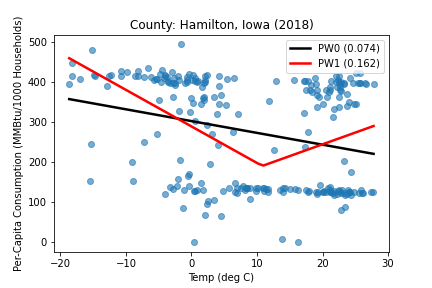 County: Hamilton, Iowa (2018)
PW0 (0.074)
PW1 (0.162)
Per-Capita Consumption (MMBtu/1000 Households)
500
400
300
200
100
0
−20
−10
0
10
20
30
Temp (deg C)